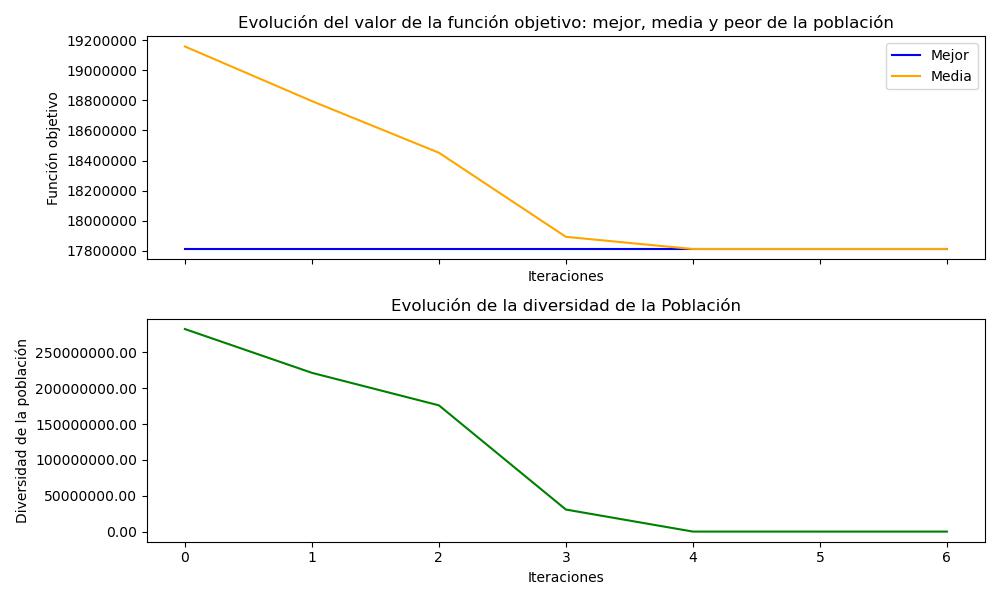 Evolución del valor de la función objetivo: mejor, media y peor de la población
19200000
19000000
18800000
18600000
18400000
18200000
18000000
17800000
Función objetivo
Mejor
Media
Iteraciones
Evolución de la diversidad de la Población
250000000.00
200000000.00
150000000.00
100000000.00
50000000.00
0.00
Diversidad de la población
0 1 2 3 4 5 6
Iteraciones